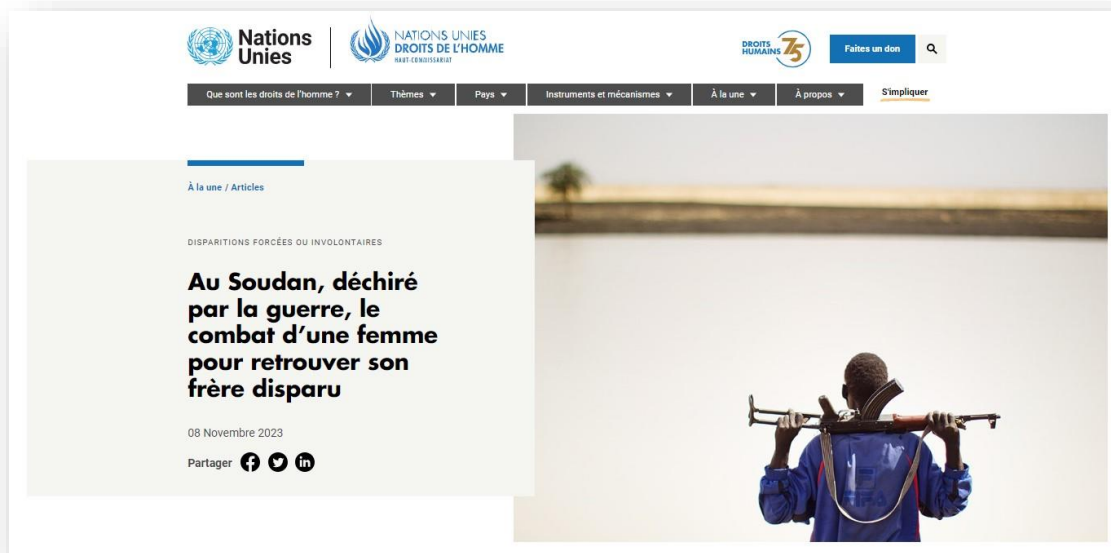 Nations
Unies
NATIONS UNIES
DROITS DE L'HOMME
HAUT-COMMISSARIAT
DROITS
HUMAINS 75
Faites un don
Que sont les droits de l'homme ?
Thèmes
Pays
Instruments et mécanismes
À la une
À propos
S'impliquer
À la une / Articles
DISPARITIONS FORCÉES OU INVOLONTAIRES
Au Soudan, déchiré
par la guerre, le
combat d'une femme
pour retrouver son
frère disparu
08 Novembre 2023
Partager
FIFA